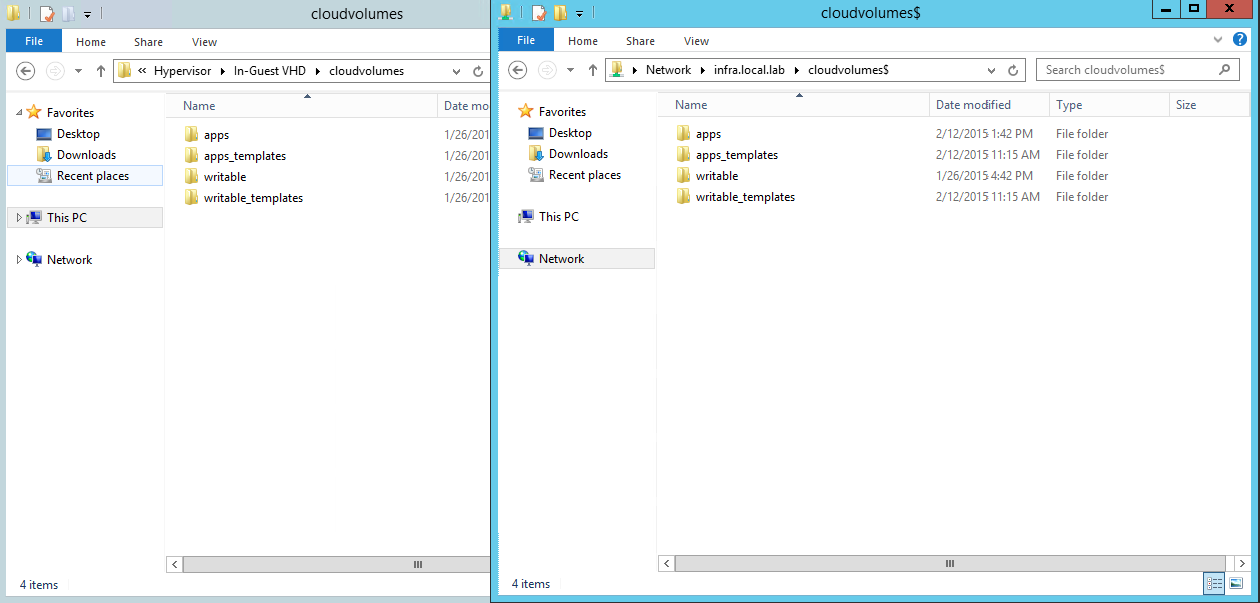 cloudvolumes
File Home Share View
« Hypervisor In-Guest VHD cloudvolumes
Favorites
Desktop
Downloads
Recent places
This PC
Network
Name Date mo
apps 1/26/201
apps_templates 1/26/201
writable 1/26/201
writable_templates 1/26/201
4 items
cloudvolumes$
File Home Share View
Network infra.local.lab cloudvolumes$
Search cloudvolumes$
Favorites
Desktop
Downloads
Recent places
This PC
Network
Name Date modified Type Size
apps 2/12/2015 1:42 PM File folder
apps_templates 2/12/2015 11:15 AM File folder
writable 1/26/2015 4:42 PM File folder
writable_templates 2/12/2015 11:15 AM File folder
4 items